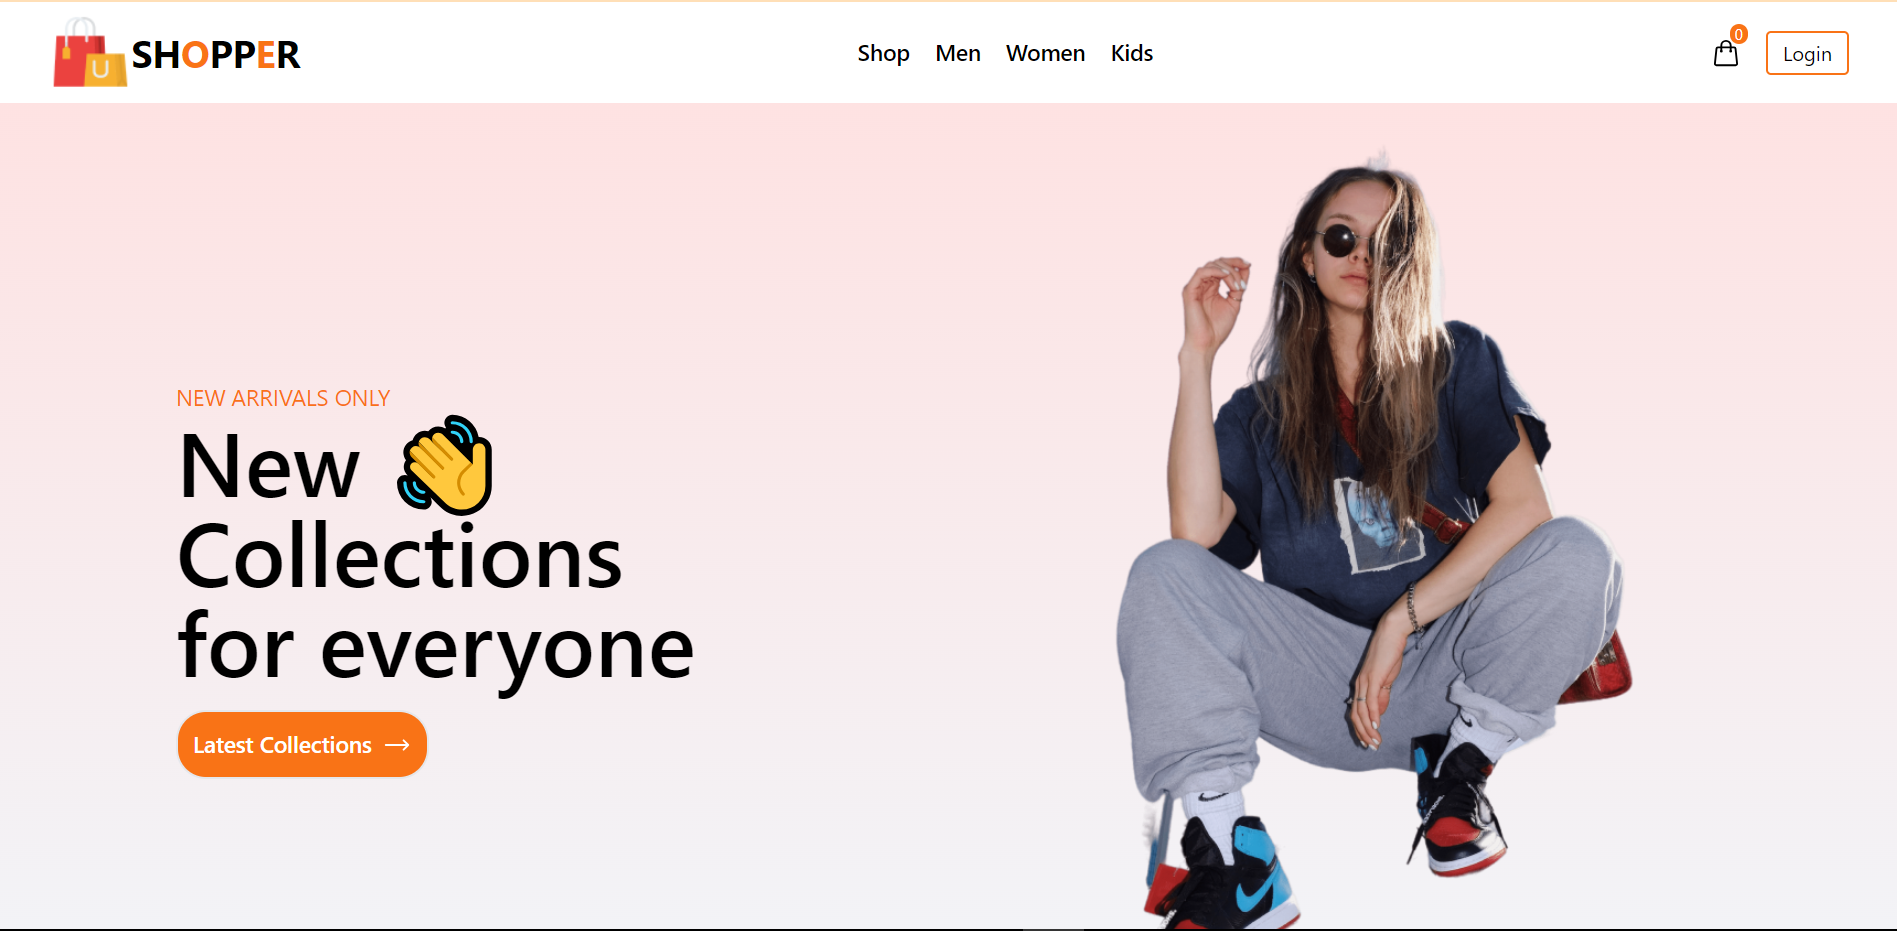 SHOPPER
Shop Men Women Kids
0
Login
NEW ARRIVALS ONLY
New
Collections
for everyone
Latest Collections